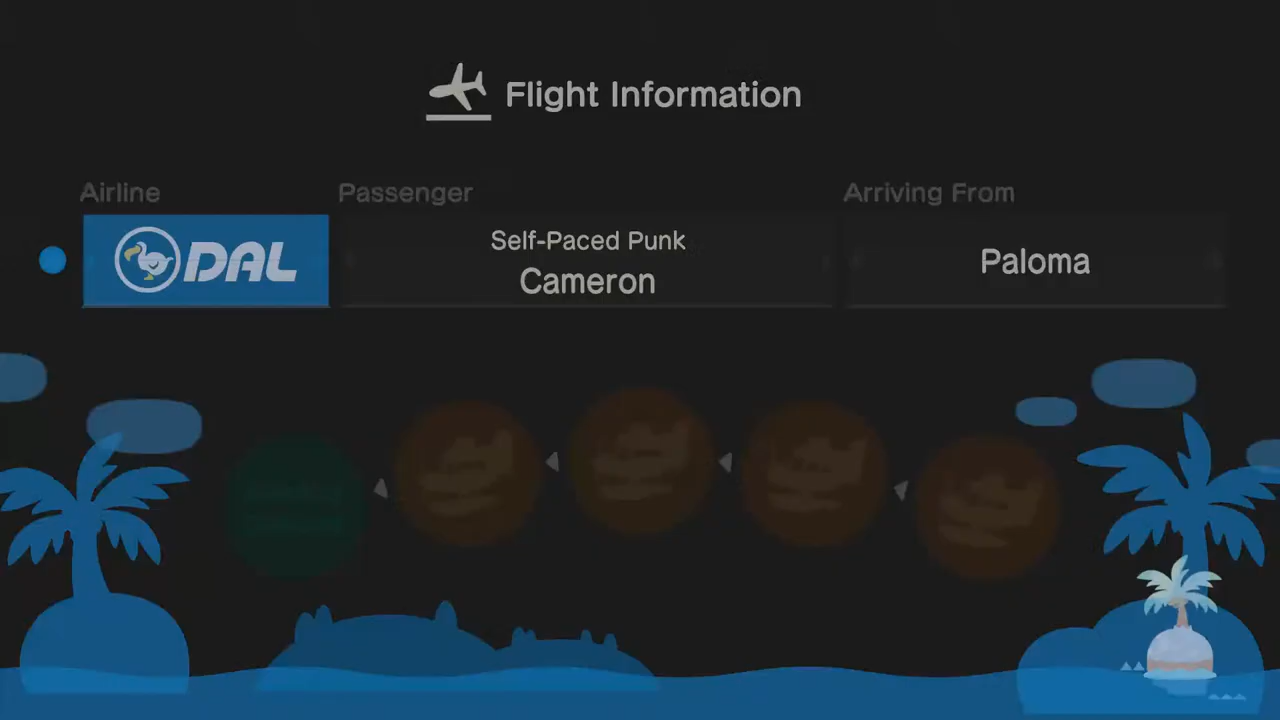 Flight Information
Airline
Passenger
Arriving From
DAL
Self-Paced Punk
Cameron
Paloma